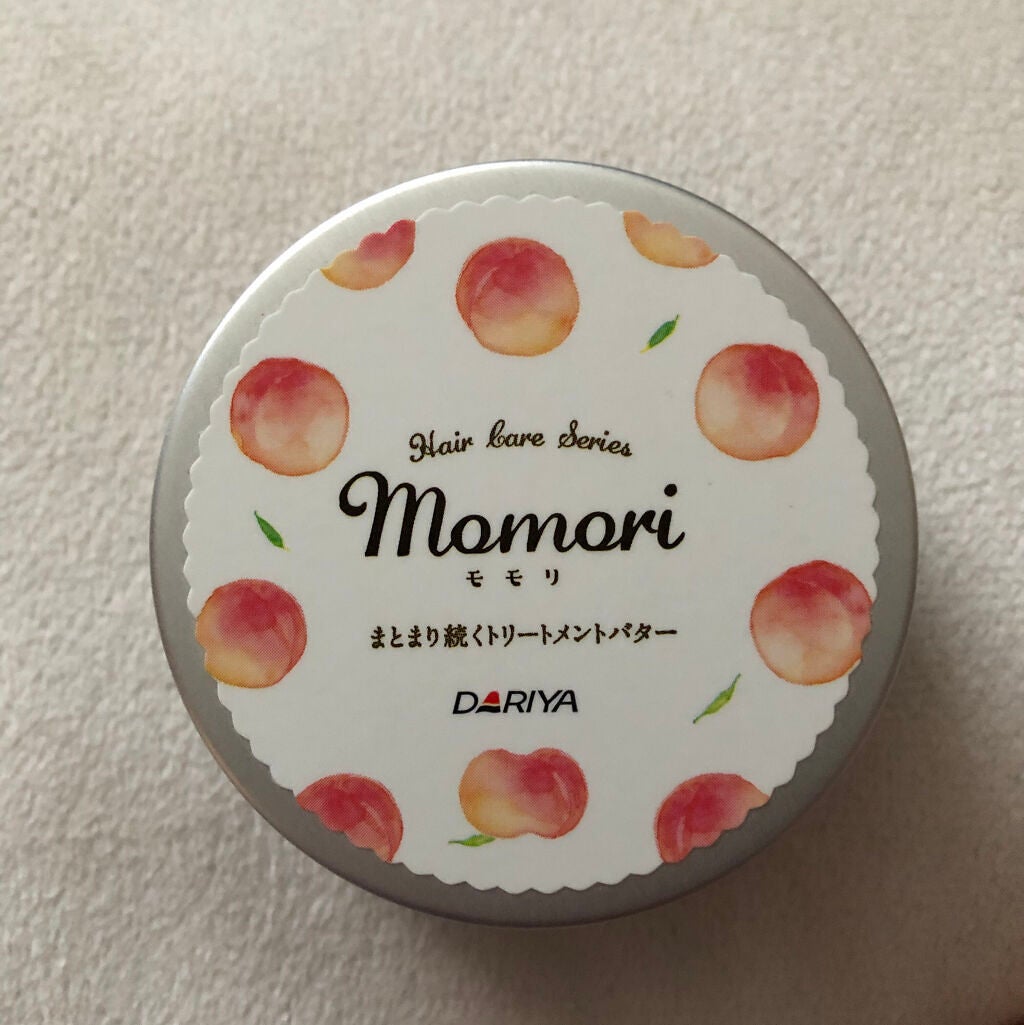 Hair Care Series
Momori
モモリ
まとまり続くトリートメントバター
DARIYA